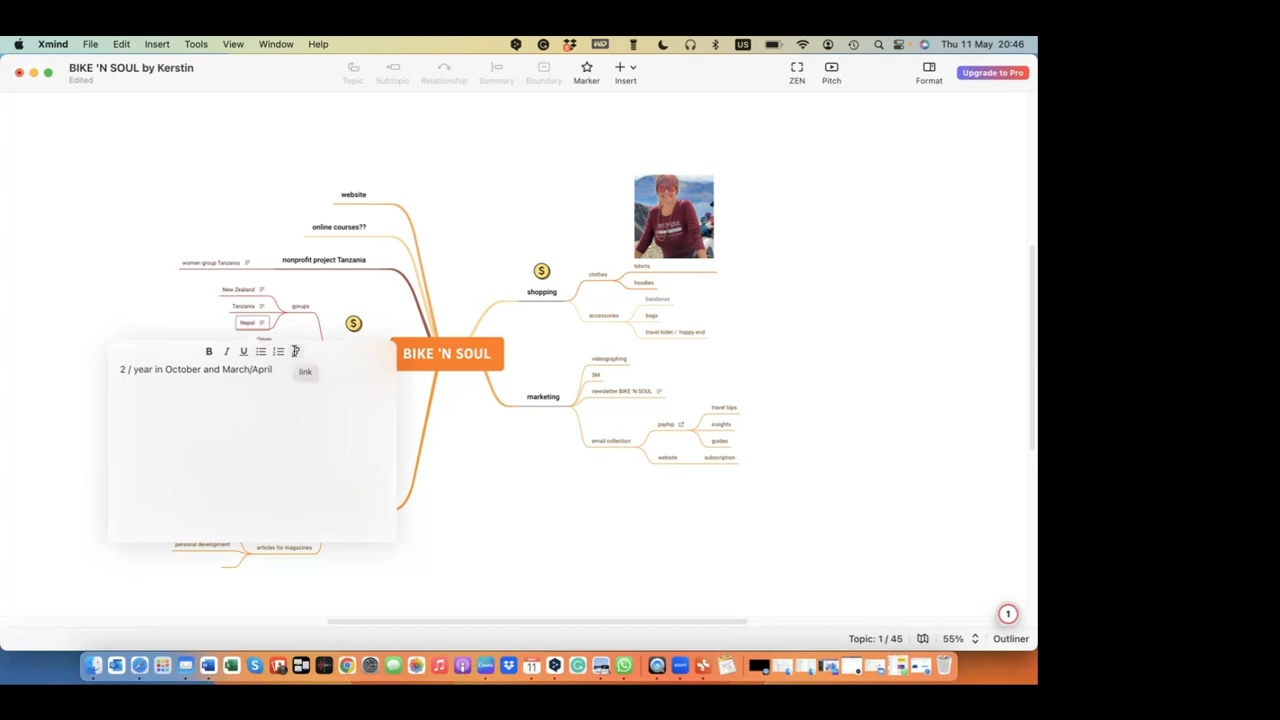 Xmind File Edit Insert Tools View Window Help
WD
US
Thu 11 May 20:46
BIKE 'N SOUL by Kerstin
Edited
Topic
Subtopic
Relationship
Summary
Boundary
Marker
Insert
ZEN
Pitch
Format
Upgrade to Pro
website
online courses??
nonprofit project Tanzania
women group Tanzania
New Zealand
Tanzania
Nepal
gorups
$
B I U
2 / year in October and March/April
link
personal development
articles for magazines
BIKE 'N SOUL
$
shopping
clothes
tshirts
hoodies
accessories
bandanas
bags
travel bidet / happy end
marketing
videographing
SM
newsletter BIKE 'N SOUL
email collection
payhip
travel tips
insights
guides
website
subscription
1
Topic: 1 / 45
55%
Outliner